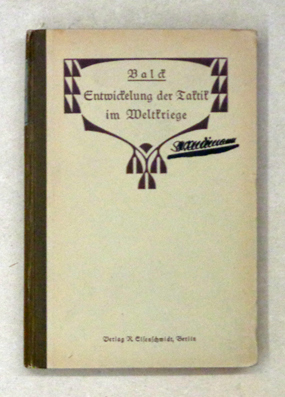 Balck
Entwickelung der Taktik
im Weltkriege
Verlag R. Eisenschmidt, Berlin